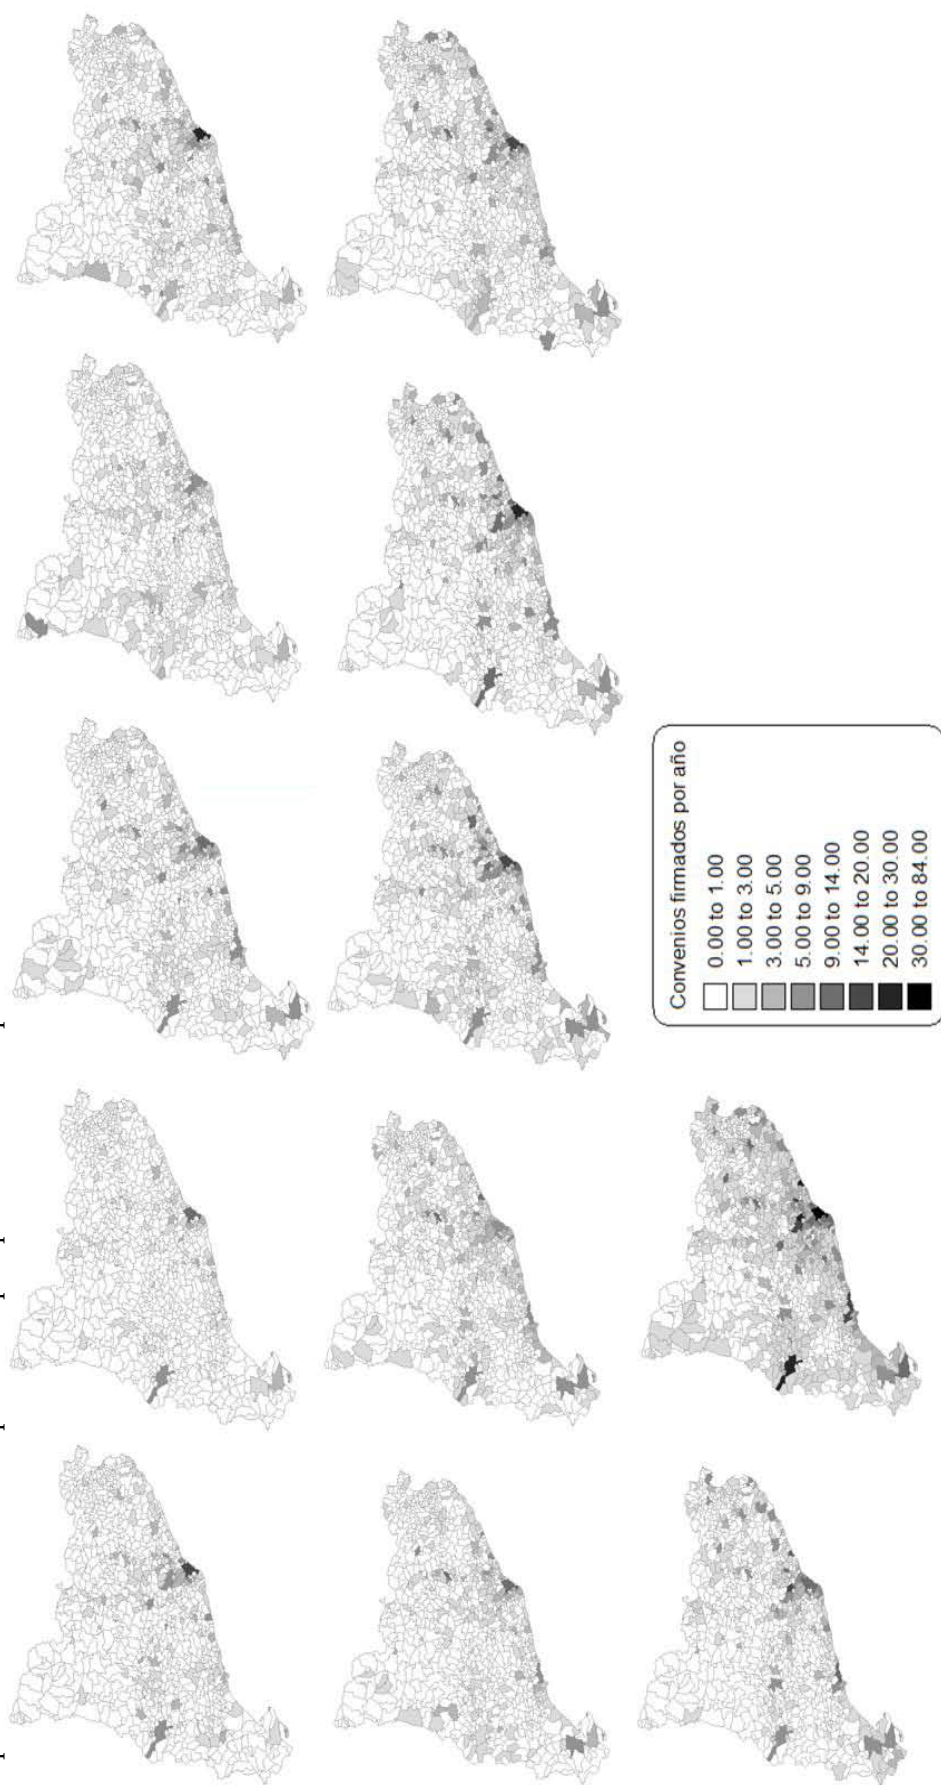 Convenios firmados por año
0.00 to 1.00
1.00 to 3.00
3.00 to 5.00
5.00 to 9.00
9.00 to 14.00
14.00 to 20.00
20.00 to 30.00
30.00 to 84.00